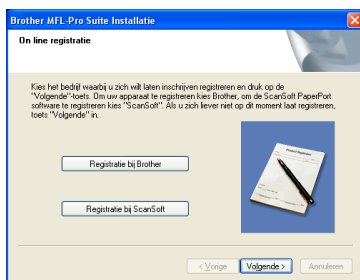 Brother MFL-Pro Suite Installatie
On line registratie
Kies het bedrijf waarbij u zich wilt laten inschrijven registreren en druk op de
"Volgende"-toets. Om uw apparaat te registreren kies Brother, om de ScanSoft PaperPort
software te registreren kies "ScanSoft". Als u zich liever niet op dit moment laat registreren,
toets "Volgende" in.
Registratie bij Brother
Registratie bij ScanSoft
< Vorige
Volgende >
Annuleren